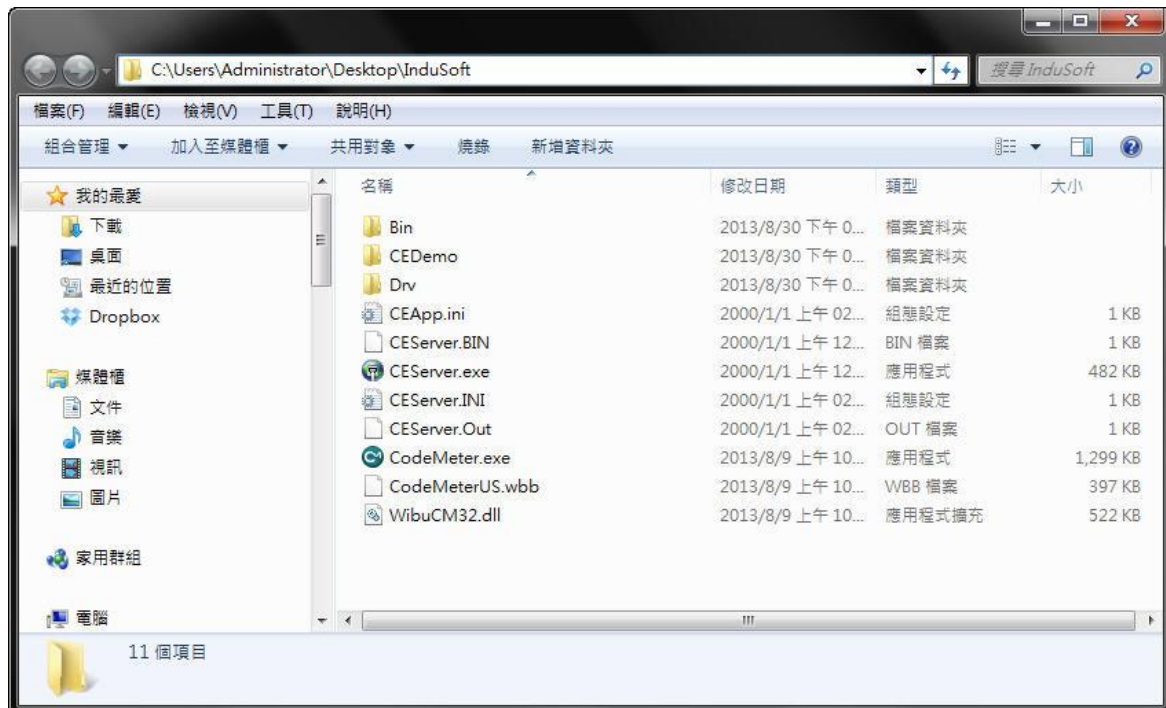 C:\Users\Administrator\Desktop\InduSoft
搜尋 InduSoft
檔案(F) 編輯(E) 檢視(V) 工具(T) 說明(H)
組合管理 加入至媒體櫃 共用對象 燒錄 新增資料夾
我的最愛
下載
桌面
最近的位置
Dropbox
媒體櫃
文件
音樂
視訊
圖片
家用群組
電腦
名稱 修改日期 類型 大小
Bin 2013/8/30 下午 0... 檔案資料夾
CEDemo 2013/8/30 下午 0... 檔案資料夾
Drv 2013/8/30 下午 0... 檔案資料夾
CEApp.ini 2000/1/1 上午 02... 組態設定 1 KB
CEServer.BIN 2000/1/1 上午 12... BIN 檔案 1 KB
CEServer.exe 2000/1/1 上午 12... 應用程式 482 KB
CEServer.INI 2000/1/1 上午 02... 組態設定 1 KB
CEServer.Out 2000/1/1 上午 02... OUT 檔案 1 KB
CodeMeter.exe 2013/8/9 上午 10... 應用程式 1,299 KB
CodeMeterUS.wbb 2013/8/9 上午 10... WBB 檔案 397 KB
WibuCM32.dll 2013/8/9 上午 10... 應用程式擴充 522 KB
11 個項目